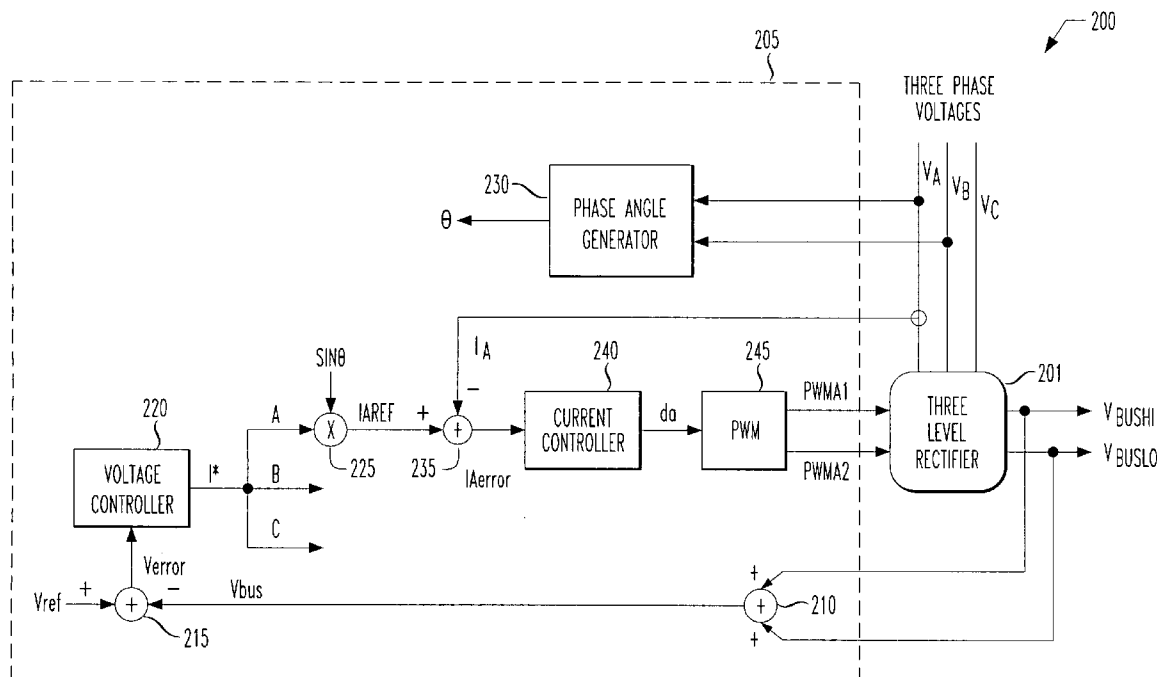 200
205
THREE PHASE
VOLTAGES
VA
VB
VC
230
PHASE ANGLE
GENERATOR
θ
IA
−
SINθ
240
245
201
220
A
X
IAREF
+
+
CURRENT
CONTROLLER
da
PWM
PWMA1
PWMA2
THREE
LEVEL
RECTIFIER
VBUSHI
VBUSLO
VOLTAGE
CONTROLLER
I*
225
235
IAerror
B
C
Verror
Vref
+
−
+
215
Vbus
+
+
210
+